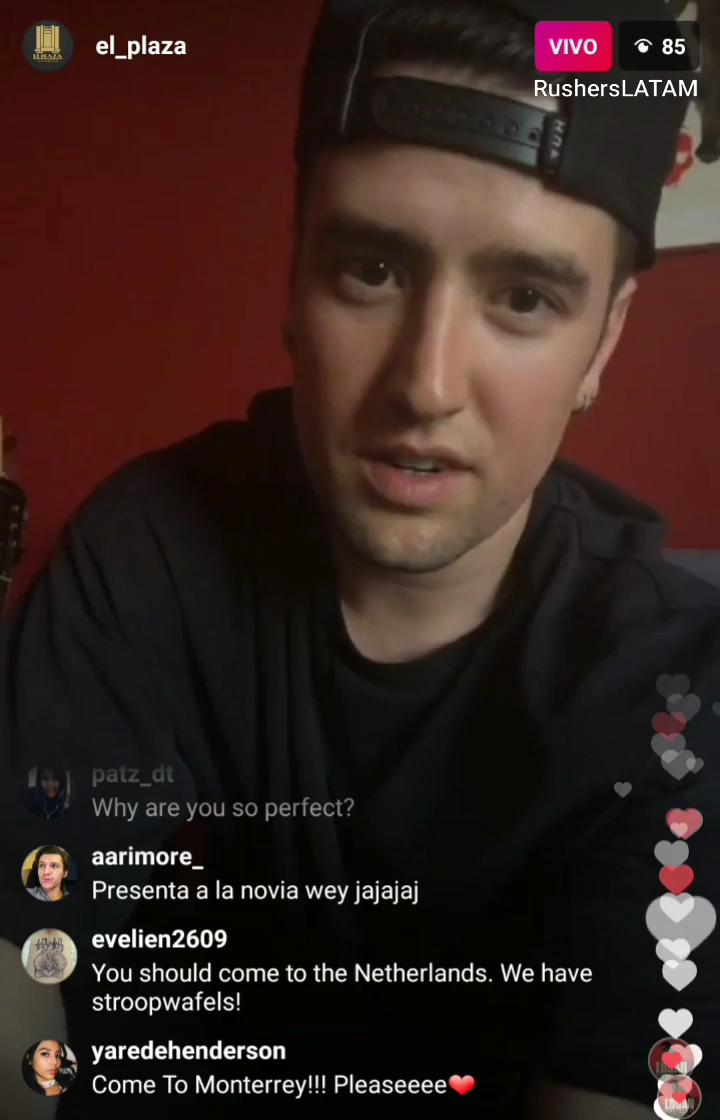 el_plaza
VIVO
85
RushersLATAM
patz_dt
Why are you so perfect?
aarimore_
Presenta a la novia wey jajajaj
evelien2609
You should come to the Netherlands. We have
stroopwafels!
yaredehenderson
Come To Monterrey!!! Pleaseeee❤